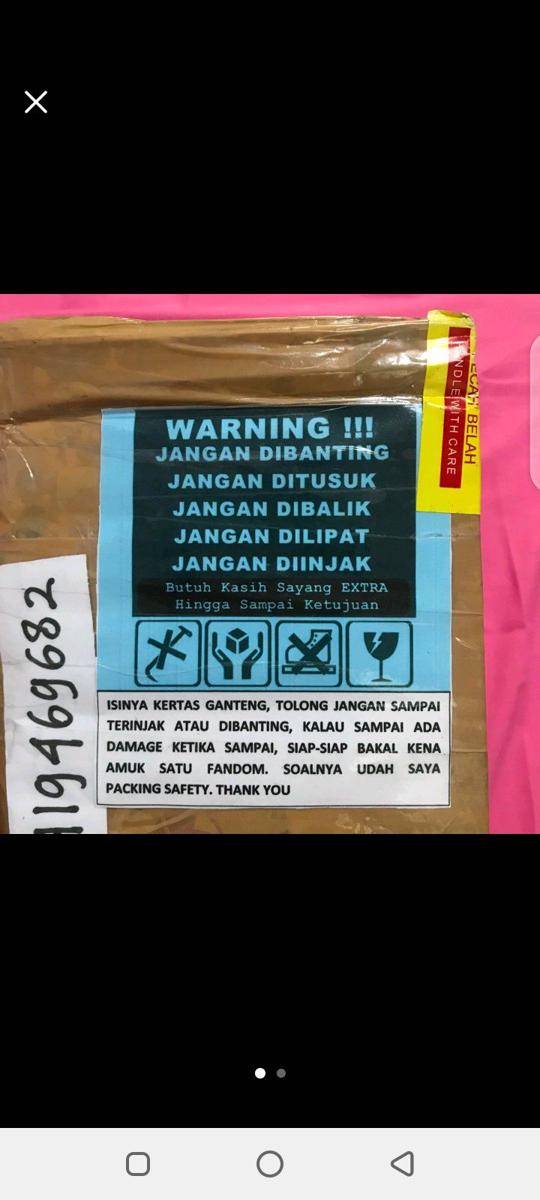 WARNING !!!
JANGAN DIBANTING
JANGAN DITUSUK
JANGAN DIBALIK
JANGAN DILIPAT
JANGAN DIINJAK
Butuh Kasih Sayang EXTRA
Hingga Sampai Ketujuan
ISINYA KERTAS GANTENG, TOLONG JANGAN SAMPAI
TERINJAK ATAU DIBANTING, KALAU SAMPAI ADA
DAMAGE KETIKA SAMPAI, SIAP-SIAP BAKAL KENA
AMUK SATU FANDOM. SOALNYA UDAH SAYA
PACKING SAFETY. THANK YOU
BELAH
WITH CARE
19469682